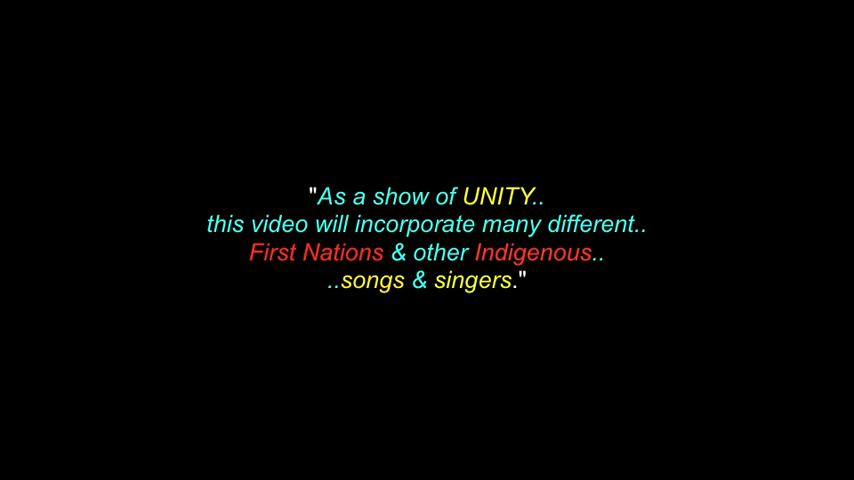 "As a show of UNITY..
this video will incorporate many different..
First Nations & other Indigenous..
..songs & singers."